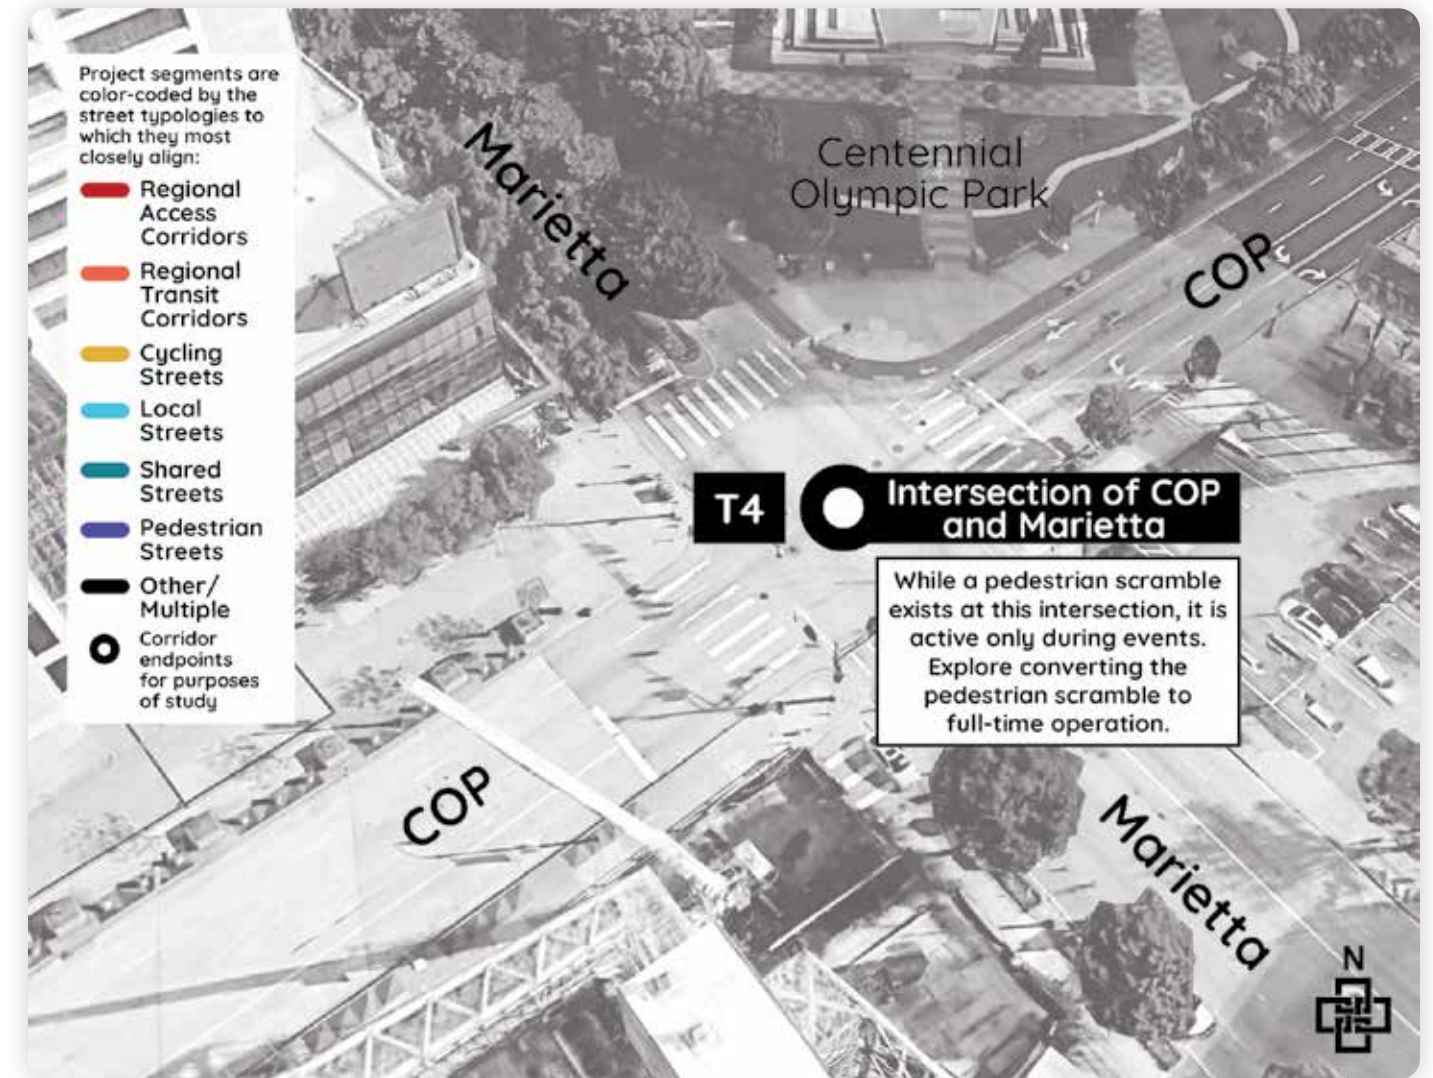 Project segments are
color-coded by the
street typologies to
which they most
closely align:
Regional
Access
Corridors
Regional
Transit
Corridors
Cycling
Streets
Local
Streets
Shared
Streets
Pedestrian
Streets
Other/
Multiple
Corridor
endpoints
for purposes
of study
Marietta
Centennial
Olympic Park
COP
T4
Intersection of COP
and Marietta
While a pedestrian scramble
exists at this intersection, it is
active only during events.
Explore converting the
pedestrian scramble to
full-time operation.
COP
Marietta
N